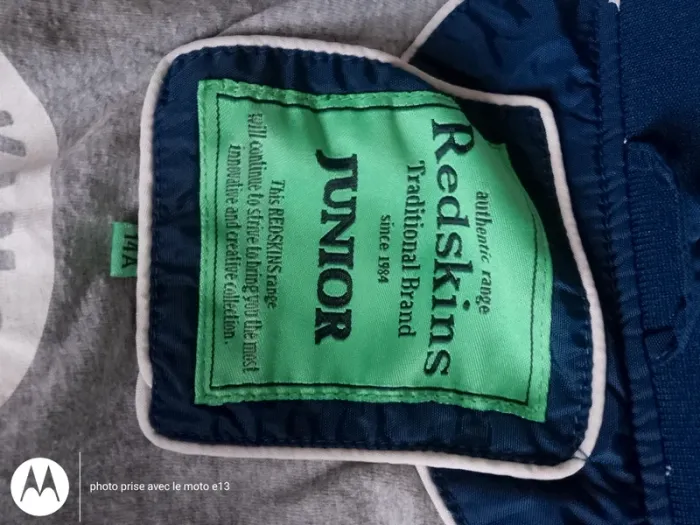 authentic range
Redskins
Traditional Brand
since 1984
JUNIOR
This REDSKINS range
will continue to strive to bring you the most
innovative and creative collection.
14A
photo prise avec le moto e13